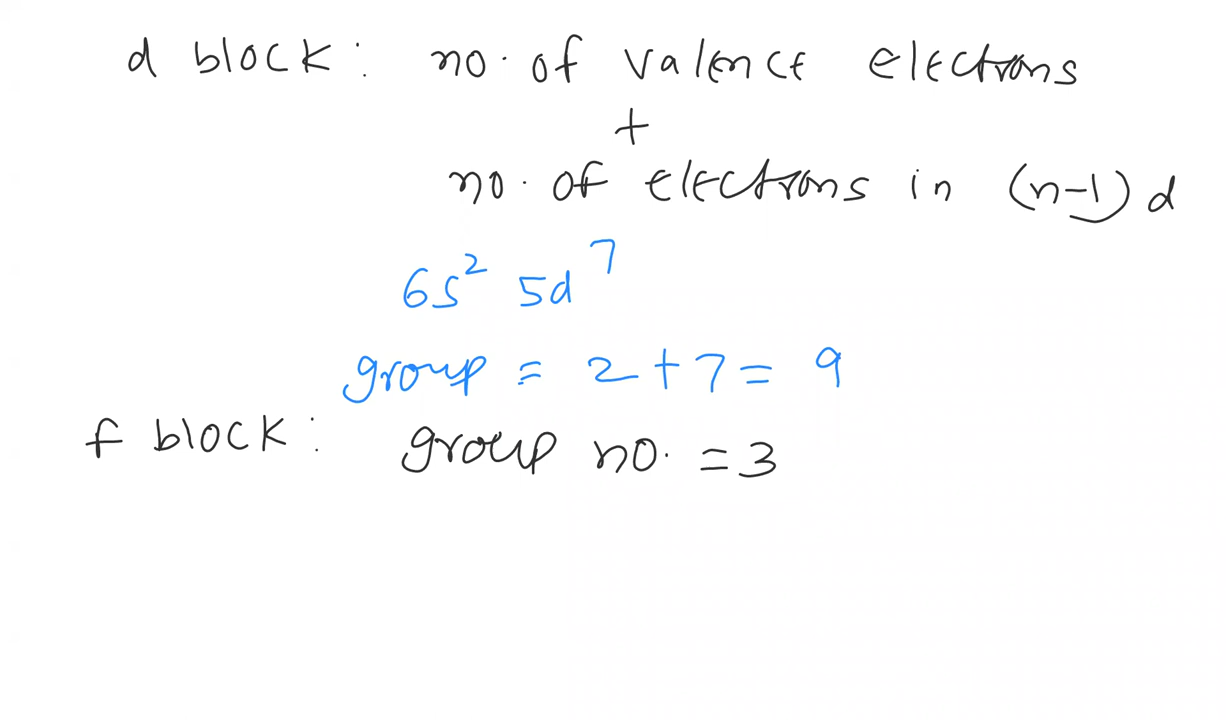 d block: no. of valence electrons
+
no. of electrons in (n-1) d
6s² 5d⁷
group = 2 + 7 = 9
f block: group no. = 3